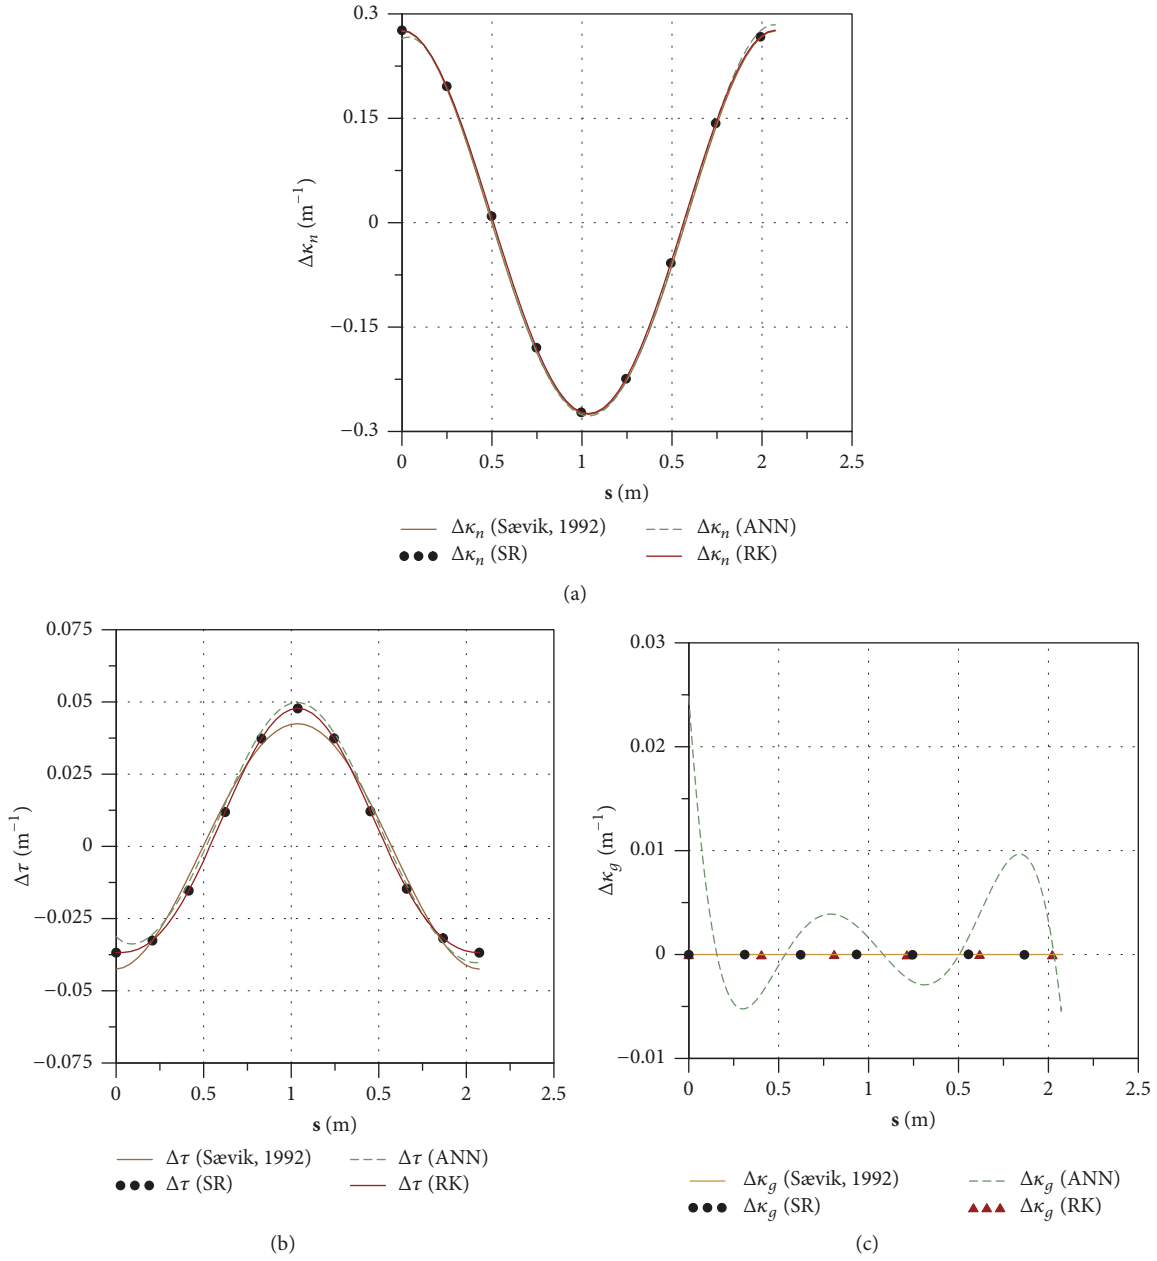 0.3
0.15
0
−0.15
−0.3
Δκn (m−1)
0 0.5 1 0.5 2 2.5
s (m)
Δκn (Sævik, 1992) Δκn (ANN)
Δκn (SR) Δκn (RK)
(a)
0.075
0.05
0.025
0
−0.025
−0.05
−0.075
Δτ (m−1)
0 0.5 1 0.5 2 2.5
s (m)
Δτ (Sævik, 1992) Δτ (ANN)
Δτ (SR) Δτ (RK)
(b)
0.03
0.02
0.01
0
−0.01
Δκg (m−1)
0 0.5 1 0.5 2 2.5
s (m)
Δκg (Sævik, 1992) Δκg (ANN)
Δκg (SR) Δκg (RK)
(c)